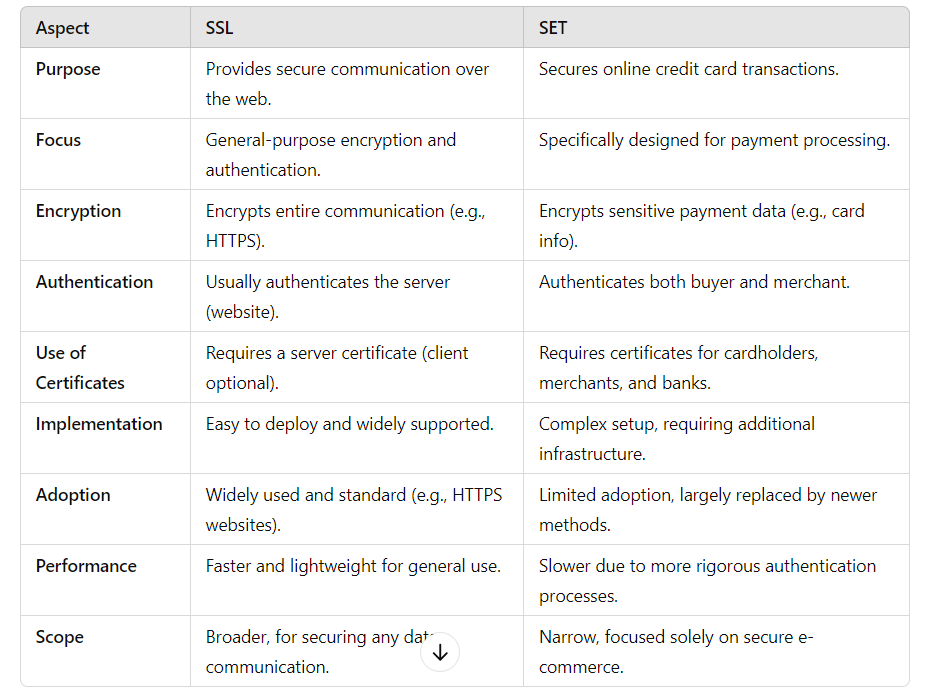 Aspect SSL SET
Purpose Provides secure communication over Secures online credit card transactions.
the web.
Focus General-purpose encryption and Specifically designed for payment processing.
authentication.
Encryption Encrypts entire communication (e.g., Encrypts sensitive payment data (e.g., card
HTTPS). info).
Authentication Usually authenticates the server Authenticates both buyer and merchant.
(website).
Use of Requires a server certificate (client Requires certificates for cardholders,
Certificates optional). merchants, and banks.
Implementation Easy to deploy and widely supported. Complex setup, requiring additional
infrastructure.
Adoption Widely used and standard (e.g., HTTPS Limited adoption, largely replaced by newer
websites). methods.
Performance Faster and lightweight for general use. Slower due to more rigorous authentication
processes.
Scope Broader, for securing any data Narrow, focused solely on secure e-
communication. commerce.